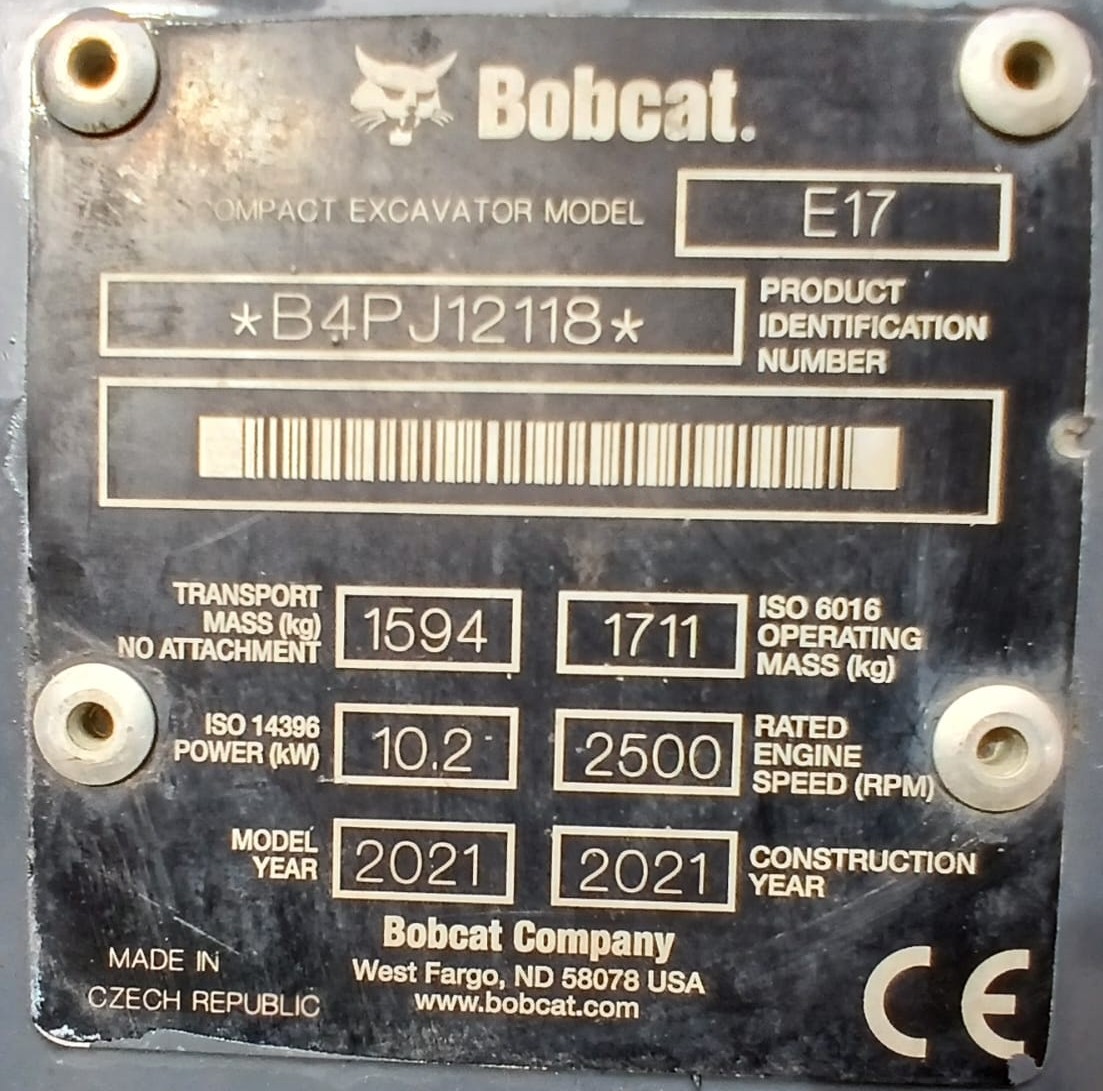 Bobcat.
COMPACT EXCAVATOR MODEL
E17
*B4PJ12118*
PRODUCT
IDENTIFICATION
NUMBER
TRANSPORT
MASS (kg)
NO ATTACHMENT
1594
1711
ISO 6016
OPERATING
MASS (kg)
ISO 14396
POWER (kW)
10.2
2500
RATED
ENGINE
SPEED (RPM)
MODEL
YEAR
2021
2021
CONSTRUCTION
YEAR
Bobcat Company
West Fargo, ND 58078 USA
www.bobcat.com
MADE IN
CZECH REPUBLIC
CE